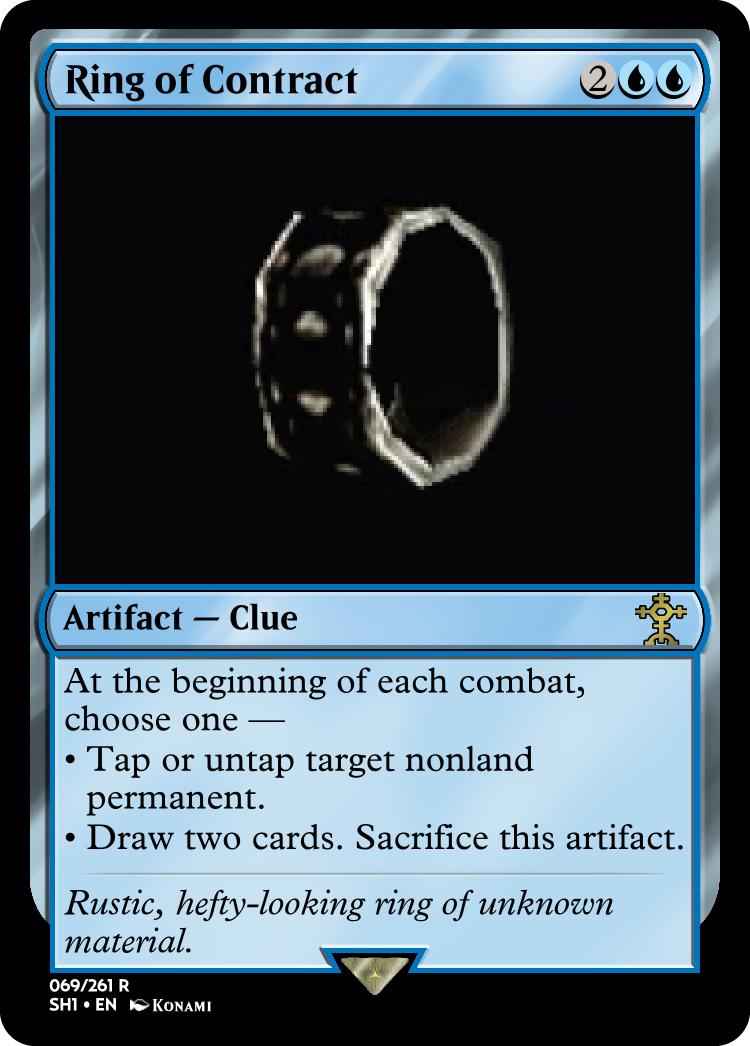 Ring of Contract 2
Artifact — Clue
At the beginning of each combat,
choose one —
• Tap or untap target nonland
permanent.
• Draw two cards. Sacrifice this artifact.
Rustic, hefty-looking ring of unknown
material.
069/261 R
SH1 • EN KONAMI